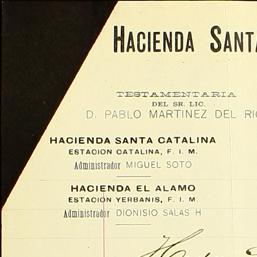 HACIENDA SANTA
TESTAMENTARIA
DEL SR. LIC.
D. PABLO MARTINEZ DEL RIO
HACIENDA SANTA CATALINA
ESTACION CATALINA, F. I. M.
Administrador MIGUEL SOTO
HACIENDA EL ALAMO
ESTACION YERBANIS, F. I. M.
Administrador DIONISIO SALAS H